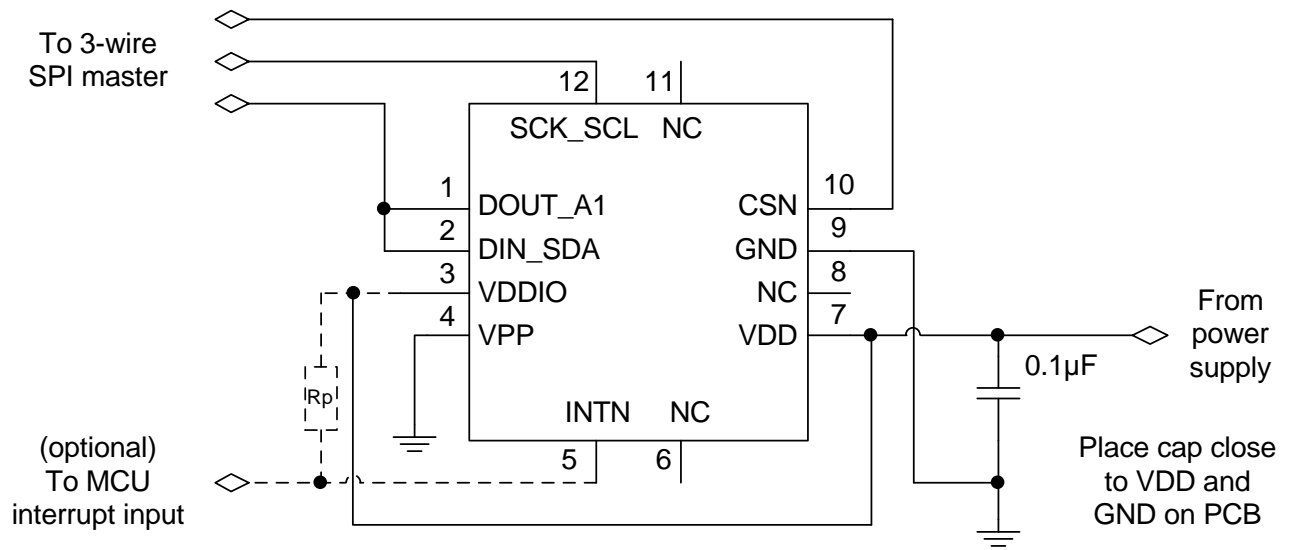 To 3-wire
SPI master
12
11
SCK_SCL
NC
1
DOUT_A1
2
DIN_SDA
3
VDDIO
4
VPP
CSN
10
GND
9
NC
8
VDD
7
From
power
supply
0.1µF
Rp
INTN
NC
5
6
(optional)
To MCU
interrupt input
Place cap close
to VDD and
GND on PCB